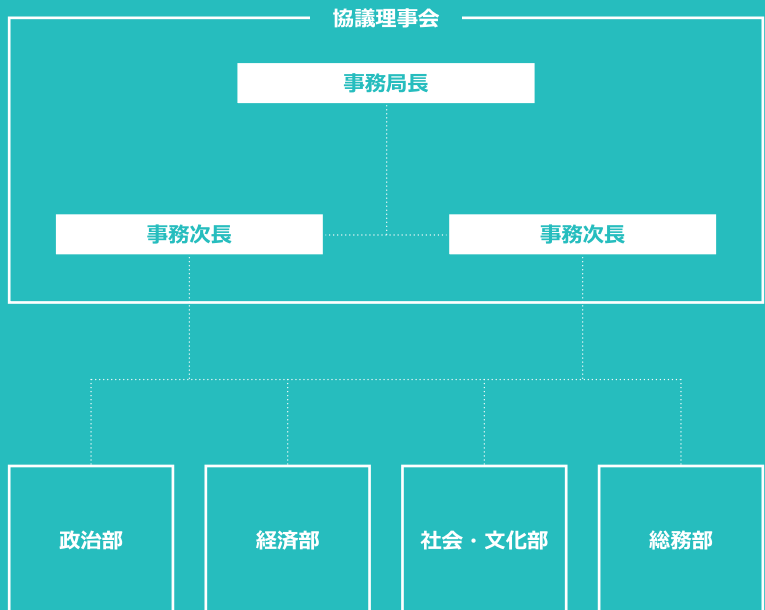 協議理事会
事務局長
事務次長
事務次長
政治部
経済部
社会・文化部
総務部